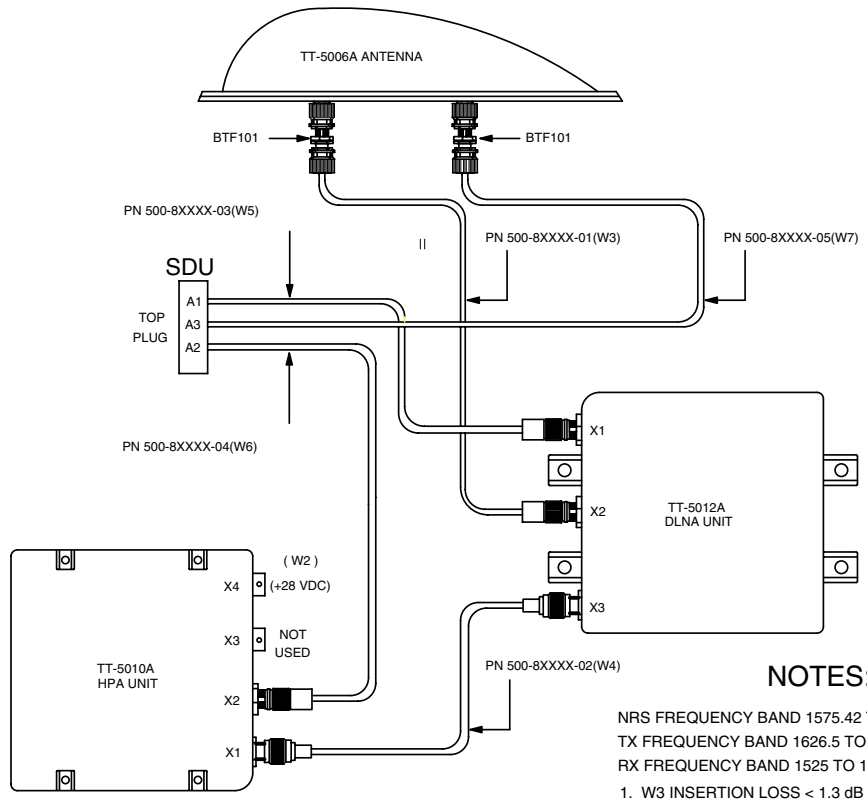 TT-5006A ANTENNA
BTF101
BTF101
PN 500-8XXXX-03(W5)
PN 500-8XXXX-01(W3)
PN 500-8XXXX-05(W7)
SDU
TOP
PLUG
A1
A3
A2
PN 500-8XXXX-04(W6)
X1
X2
X3
TT-5012A
DLNA UNIT
( W2 )
X4
(+28 VDC)
X3
NOT
USED
TT-5010A
HPA UNIT
X2
X1
PN 500-8XXXX-02(W4)
NOTES:
NRS FREQUENCY BAND 1575.42
TX FREQUENCY BAND 1626.5 TO
RX FREQUENCY BAND 1525 TO 1
1. W3 INSERTION LOSS < 1.3 dB